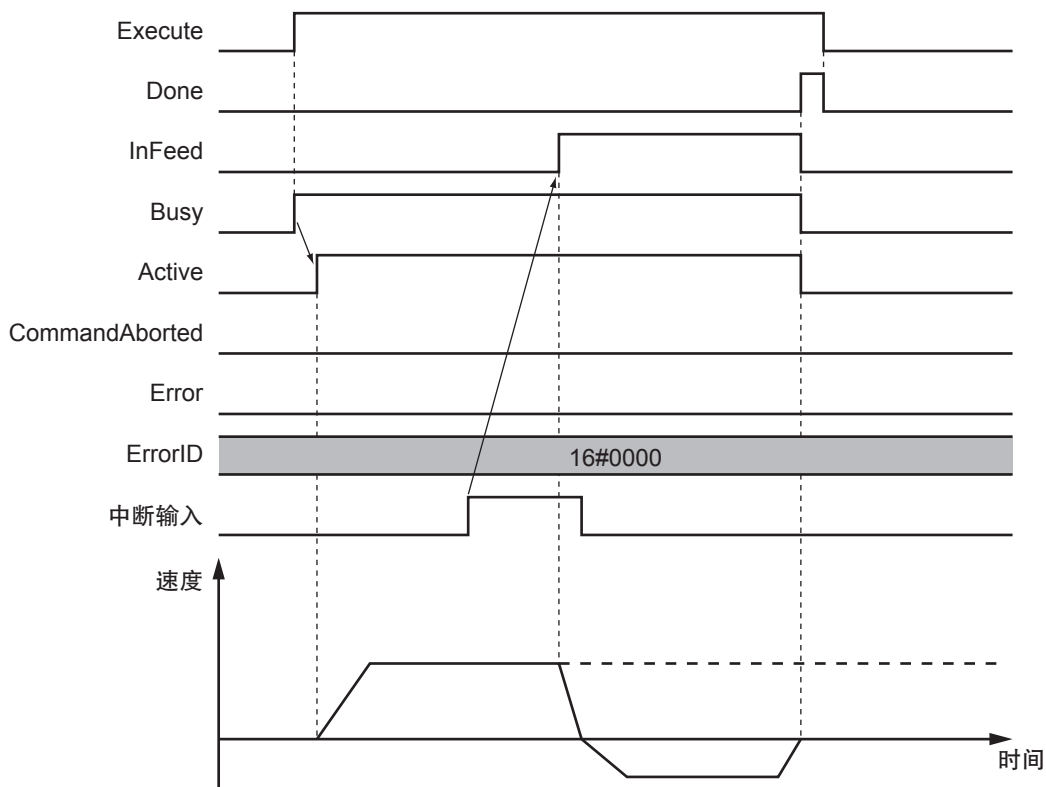 Execute
Done
InFeed
Busy
Active
CommandAborted
Error
ErrorID
16#0000
中断输入
速度
时间